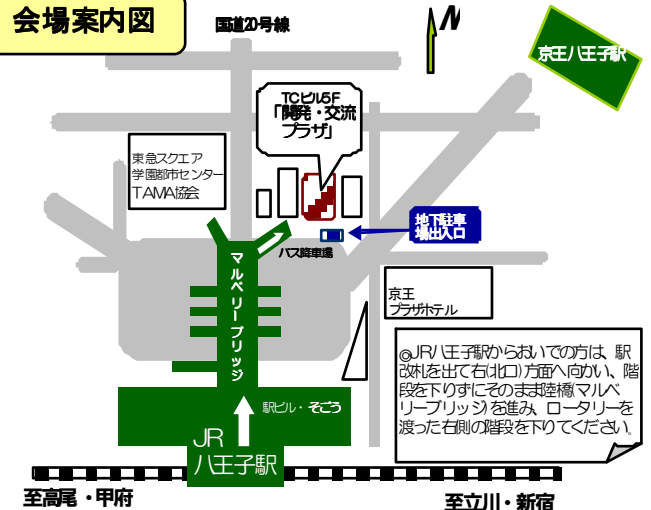 会場案内図
国道20号線
N
京王八王子駅
TCビル5F
「開発・交流
プラザ」
東急スクエア
学園都市センター
TAMA協会
地下駐車
場出入口
バス降車場
マルベリーブリッジ
京王
プラザホテル
◎JR八王子駅からおいでの方は、駅
改札を出て右(北口)方面へ向かい、階
段を下りずにそのまま陸橋(マルベ
リーブリッジ)を進み、ロータリーを
渡った右側の階段を下りてください。
駅ビル・そごう
JR
八王子駅
至高尾・甲府
至立川・新宿